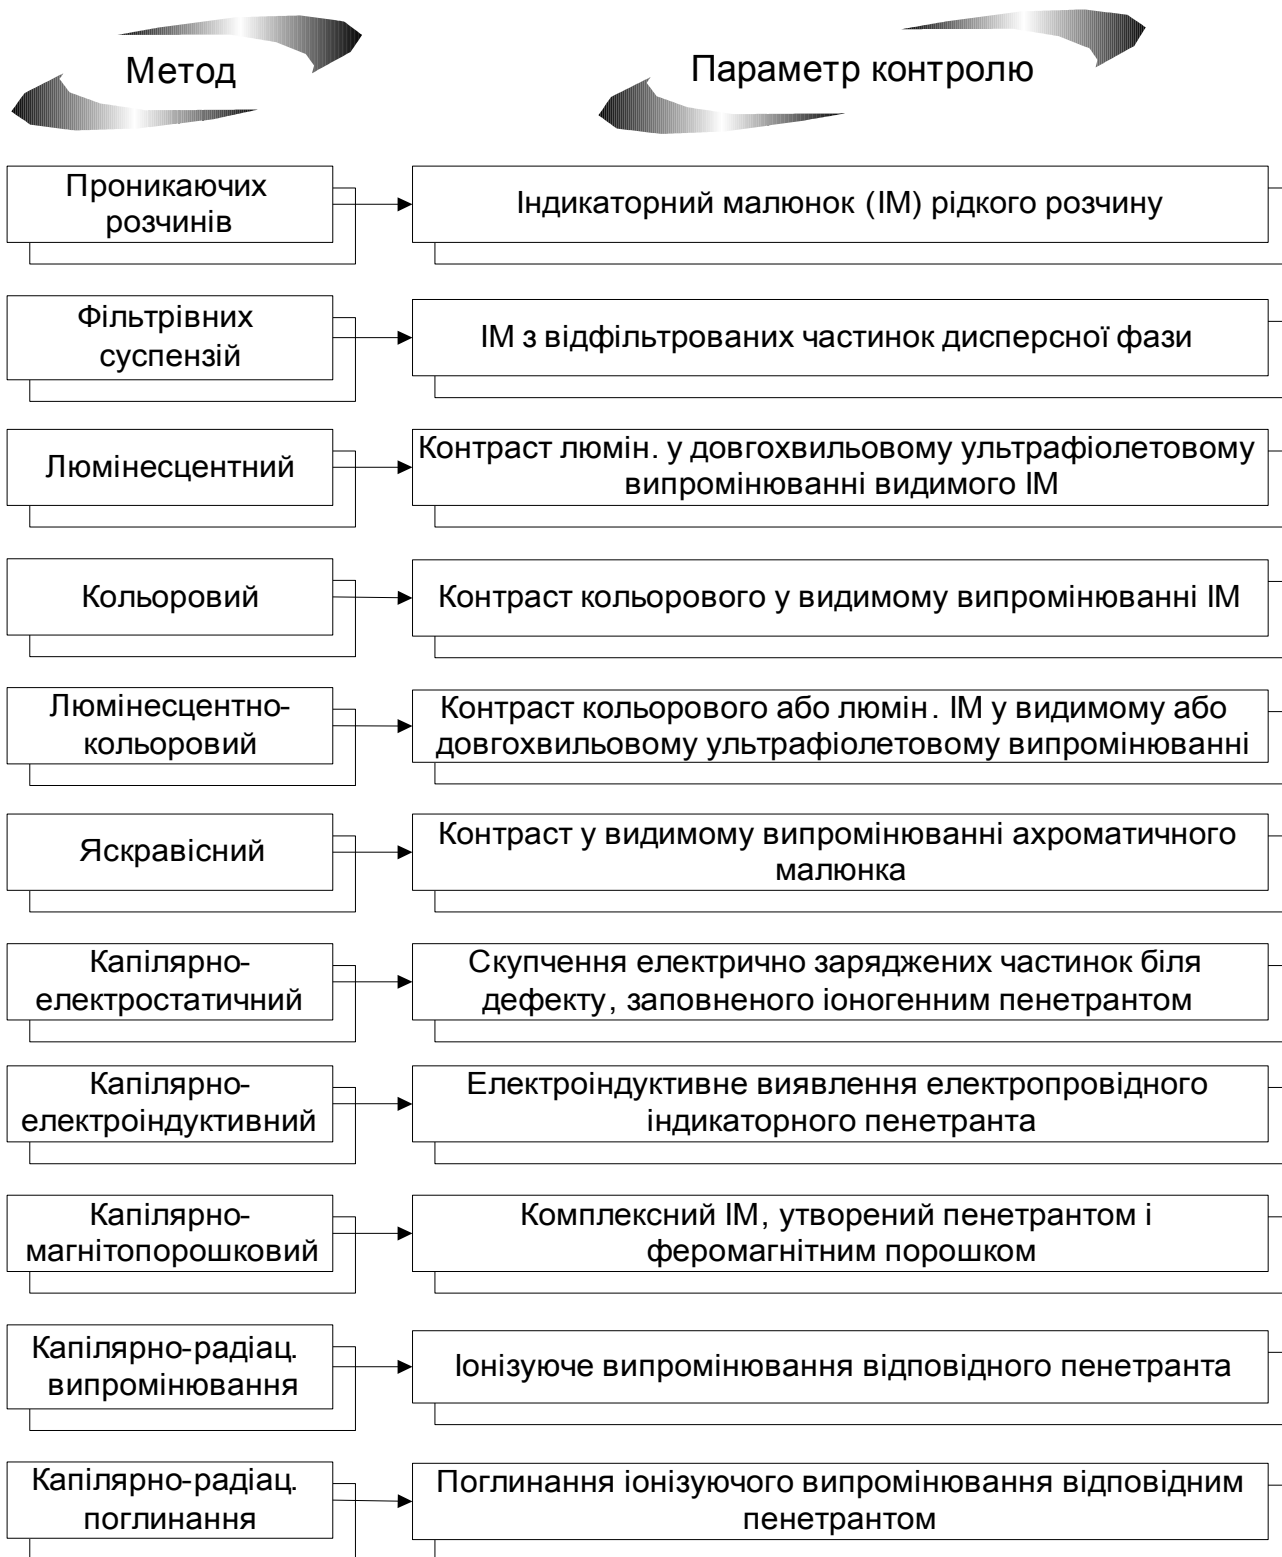 Метод
Параметр контролю
Проникаючих
розчинів
Індикаторний малюнок (ІМ) рідкого розчину
Фільтрівних
суспензій
ІМ з відфільтрованих частинок дисперсної фази
Люмінесцентний
Контраст люмін. у довгохвильовому ультрафіолетовому
випромінюванні видимого ІМ
Кольоровий
Контраст кольорового у видимому випромінюванні ІМ
Люмінесцентно-
кольоровий
Контраст кольорового або люмін. ІМ у видимому або
довгохвильовому ультрафіолетовому випромінюванні
Яскравісний
Контраст у видимому випромінюванні ахроматичного
малюнка
Капілярно-
електростатичний
Скупчення електрично заряджених частинок біля
дефекту, заповненого іоногенним пенетрантом
Капілярно-
електроіндуктивний
Електроіндуктивне виявлення електропровідного
індикаторного пенетранта
Капілярно-
магнітопорошковий
Комплексний ІМ, утворений пенетрантом і
феромагнітним порошком
Капілярно-радіац.
випромінювання
Іонізуюче випромінювання відповідного пенетранта
Капілярно-радіац.
поглинання
Поглинання іонізуючого випромінювання відповідним
пенетрантом